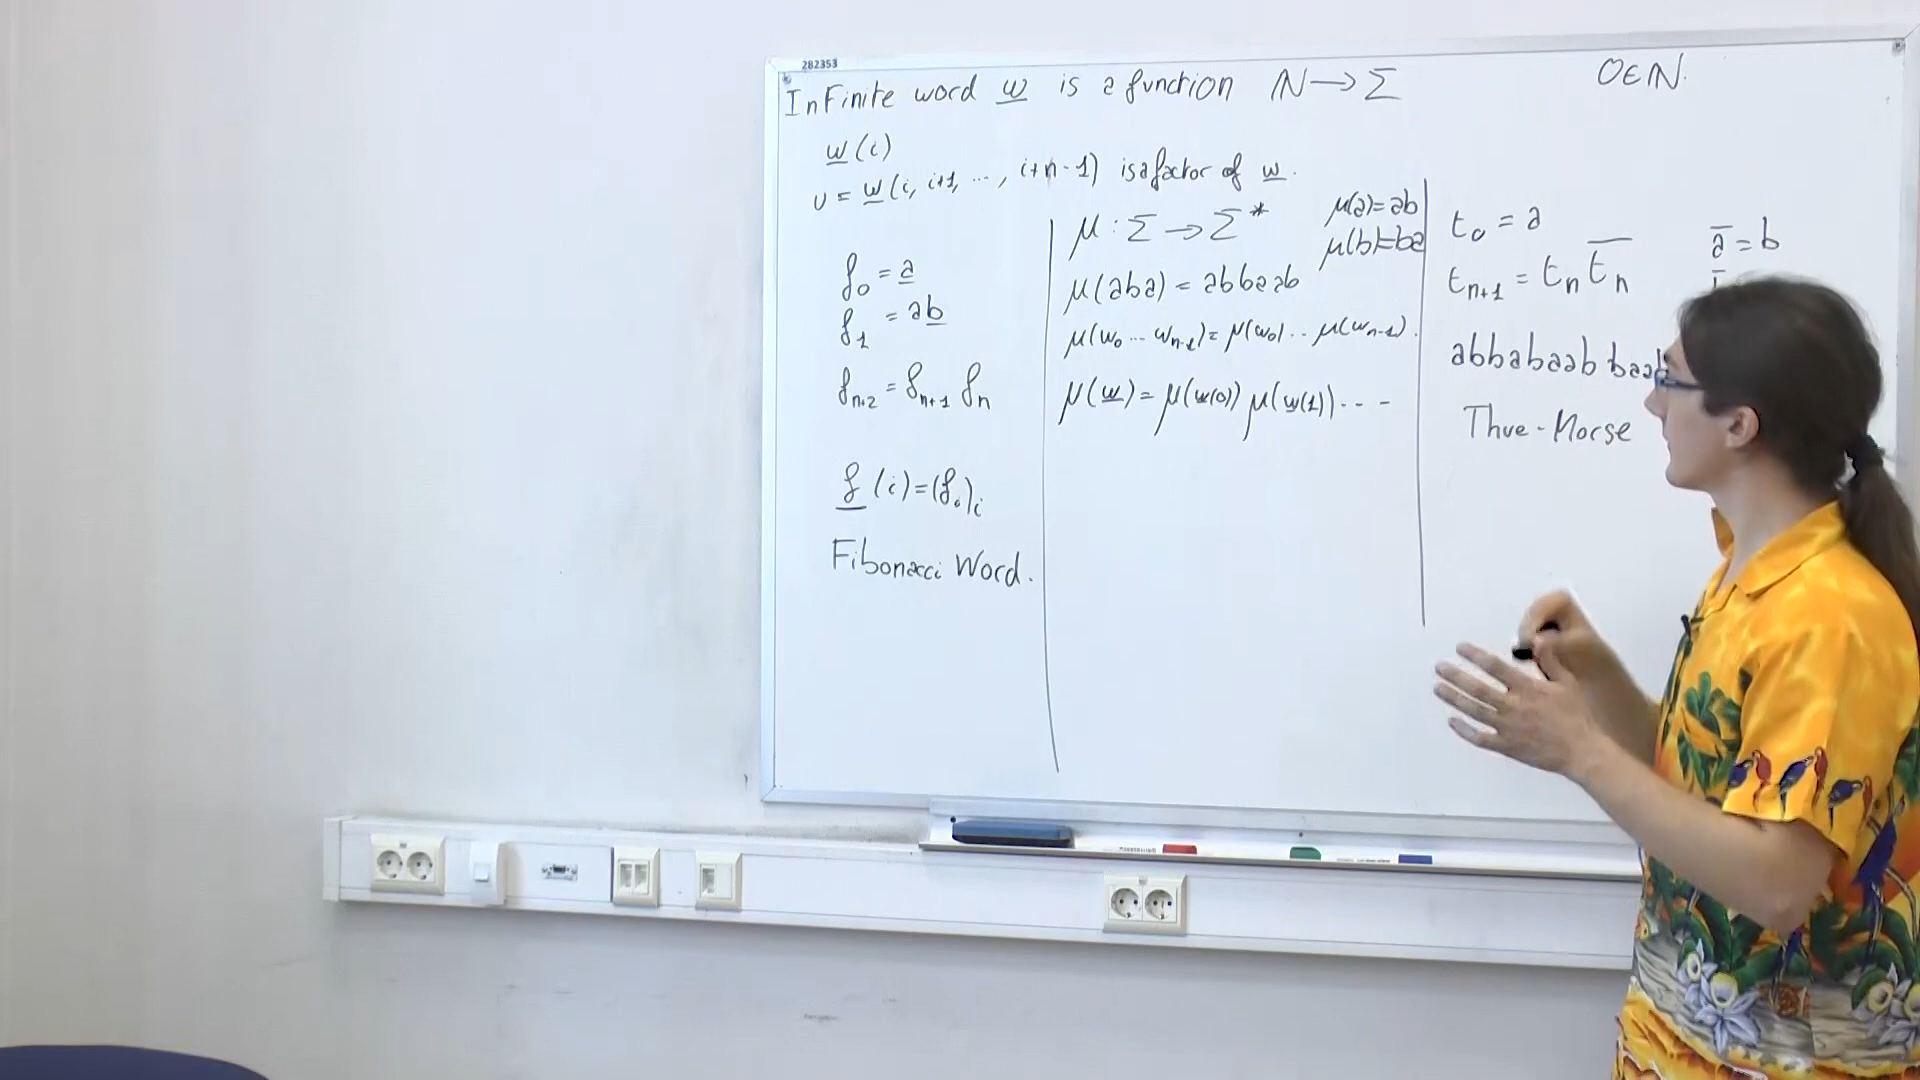 282353
Infinite word w is a function ℕ → Σ
0∈ℕ.
w(i)
υ = w(i, i+1, ..., i+n-1) is a factor of w.
f₀ = a
f₁ = ab
fₙ₊₂ = fₙ₊₁ fₙ
f(i) = (f.)ᵢ
Fibonacci Word.
μ : Σ → Σ*
μ(a)=ab
μ(b)=ba
μ(aba) = abbaab
μ(w₀ ... wₙ₋₁) = μ(w₀) .. μ(wₙ₋₁).
μ(w) = μ(w(0)) μ(w(1)) - - -
t₀ = a
a̅ = b
tₙ₊₁ = tₙ t̅ₙ
abbabaab baab
Thue-Morse